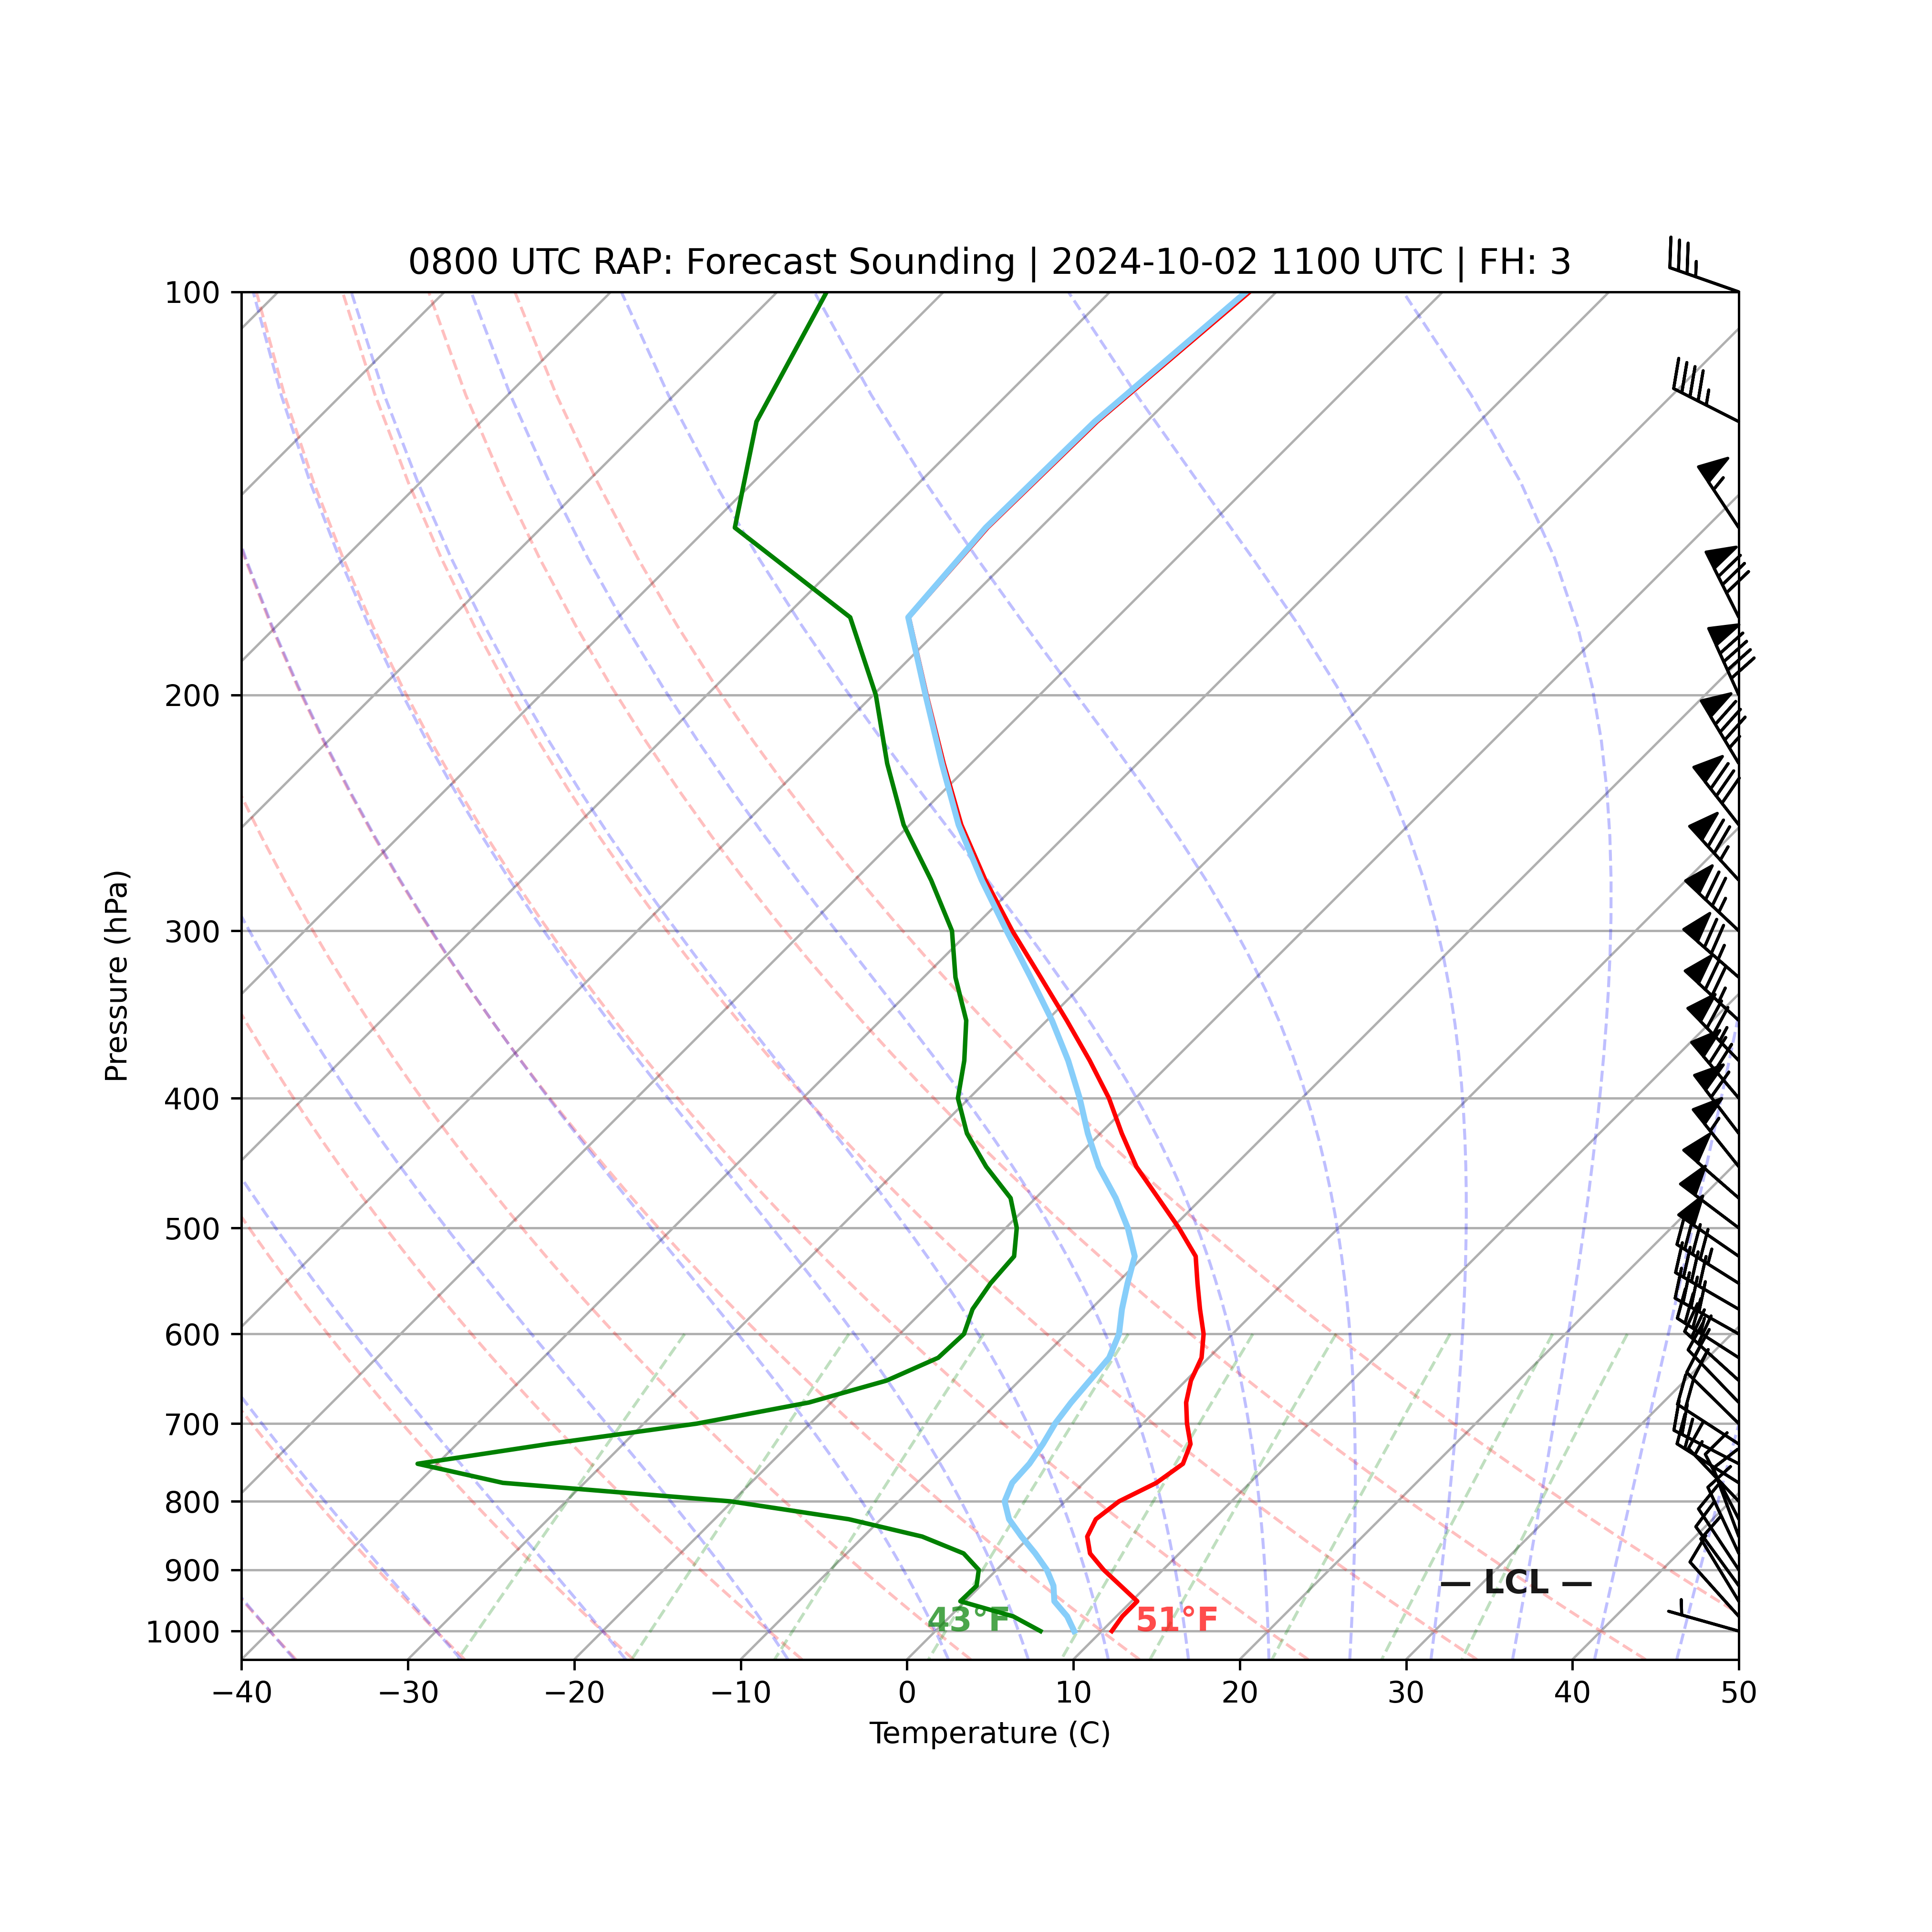 0800 UTC RAP: Forecast Sounding | 2024-10-02 1100 UTC | FH: 3
100
200
300
400
500
600
700
800
900
1000
Pressure (hPa)
— LCL —
43°F
51°F
−40 −30 −20 −10 0 10 20 30 40 50
Temperature (C)